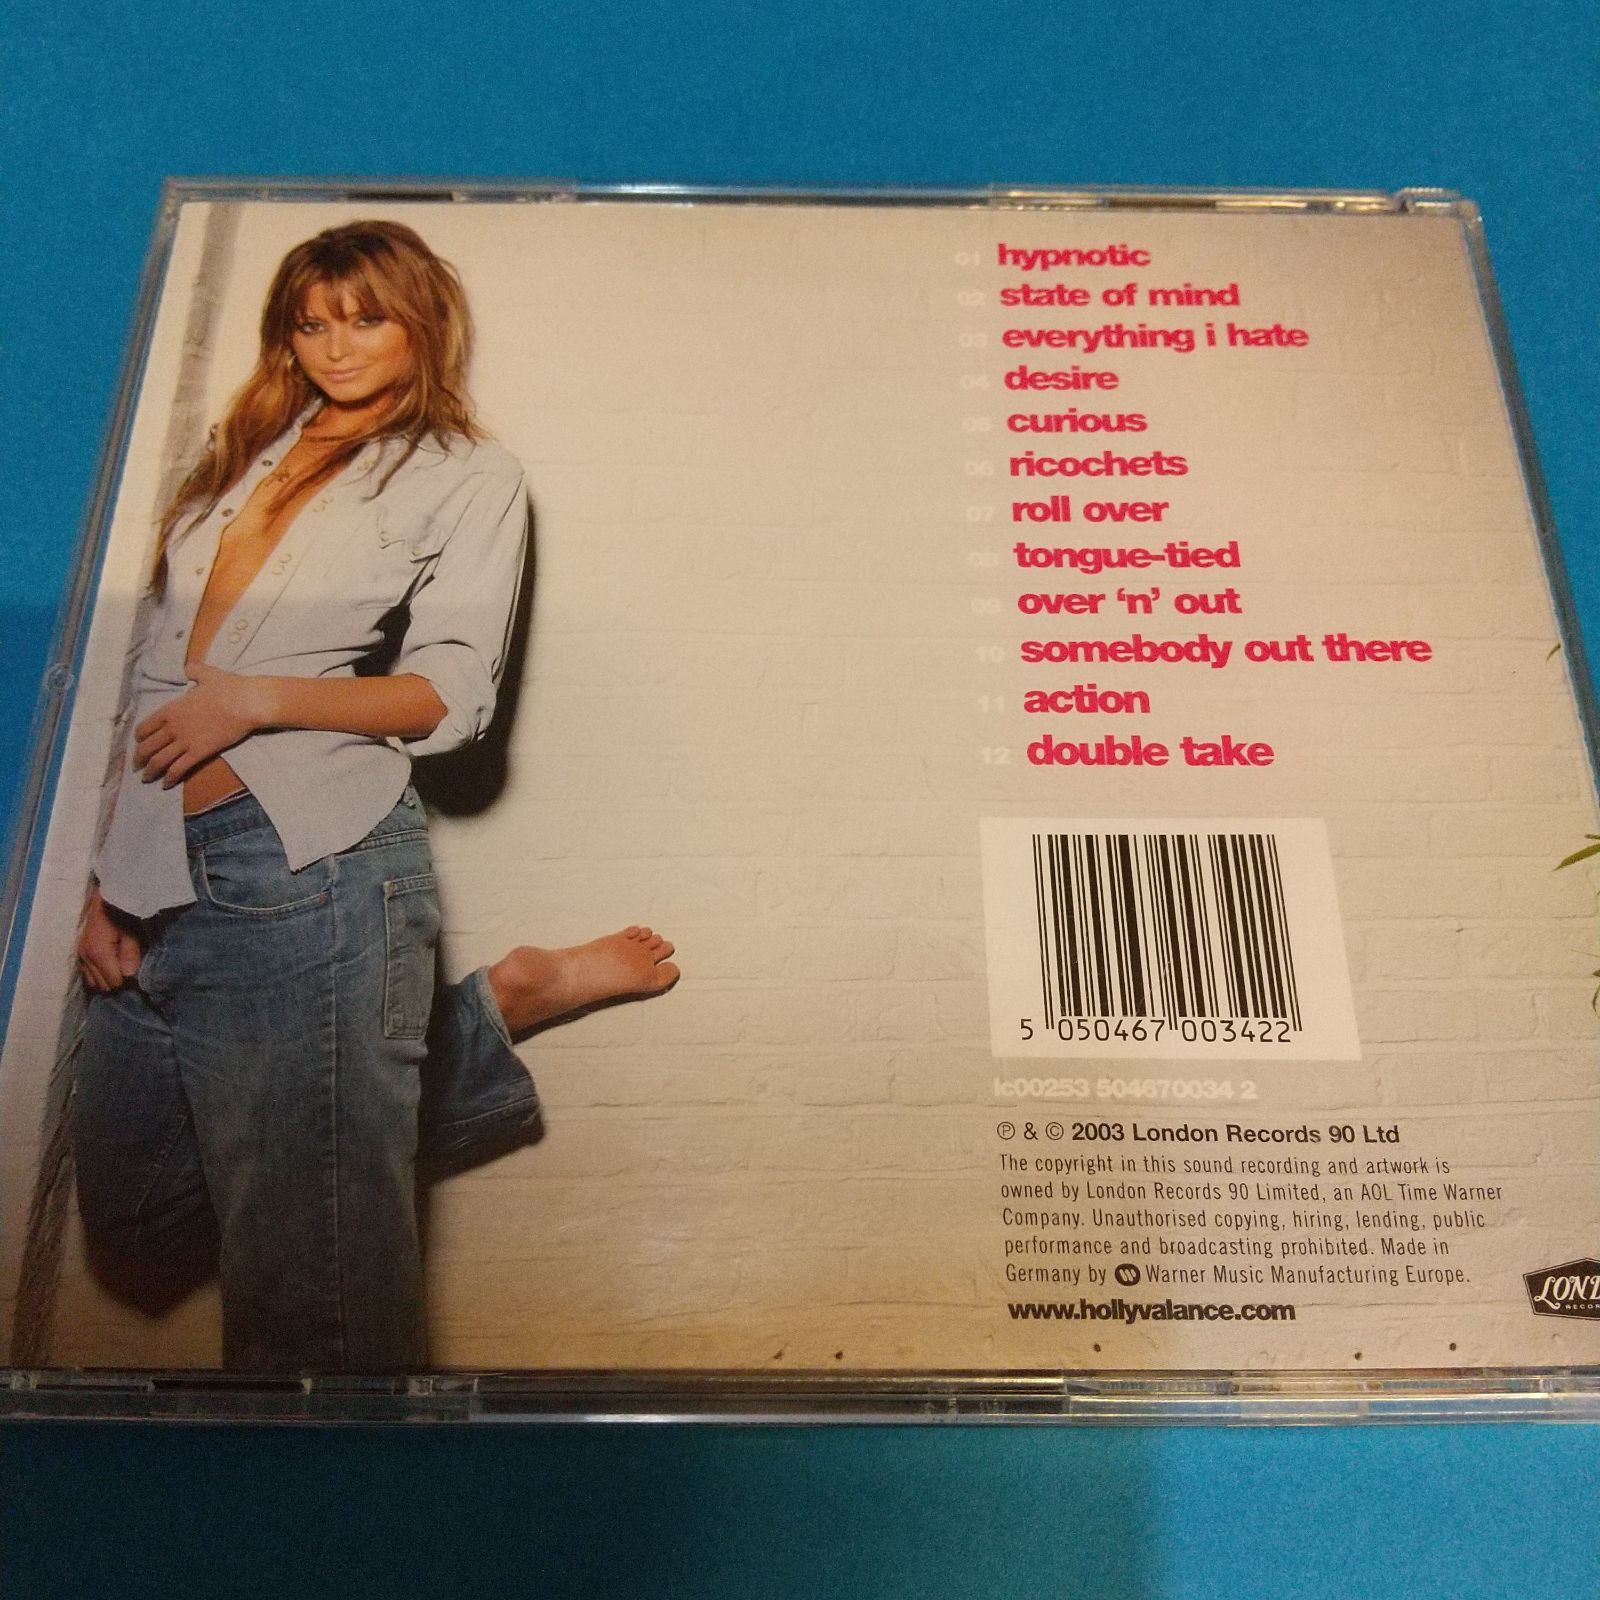 01 hypnotic
02 state of mind
03 everything i hate
04 desire
05 curious
06 ricochets
07 roll over
08 tongue-tied
09 over ‘n’ out
10 somebody out there
11 action
12 double take
5 050467 003422
lc00253 504670034 2
℗ & © 2003 London Records 90 Ltd
The copyright in this sound recording and artwork is
owned by London Records 90 Limited, an AOL Time Warner
Company. Unauthorised copying, hiring, lending, public
performance and broadcasting prohibited. Made in
Germany by Warner Music Manufacturing Europe.
www.hollyvalance.com